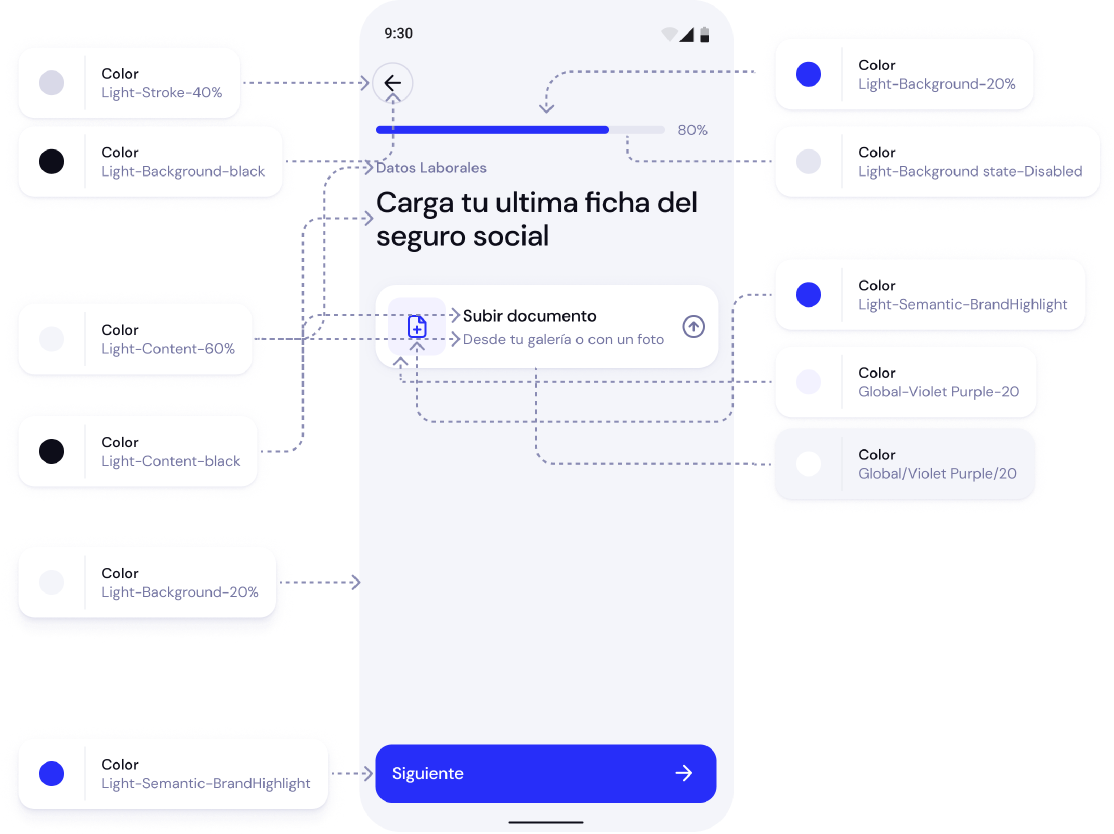 Color
Light-Stroke-40%
Color
Light-Background-black
Color
Light-Content-60%
Color
Light-Content-black
Color
Light-Background-20%
Color
Light-Semantic-BrandHighlight
9:30
80%
Datos Laborales
Carga tu ultima ficha del
seguro social
Subir documento
Desde tu galería o con un foto
Siguiente
Color
Light-Background-20%
Color
Light-Background state-Disabled
Color
Light-Semantic-BrandHighlight
Color
Global-Violet Purple-20
Color
Global/Violet Purple/20